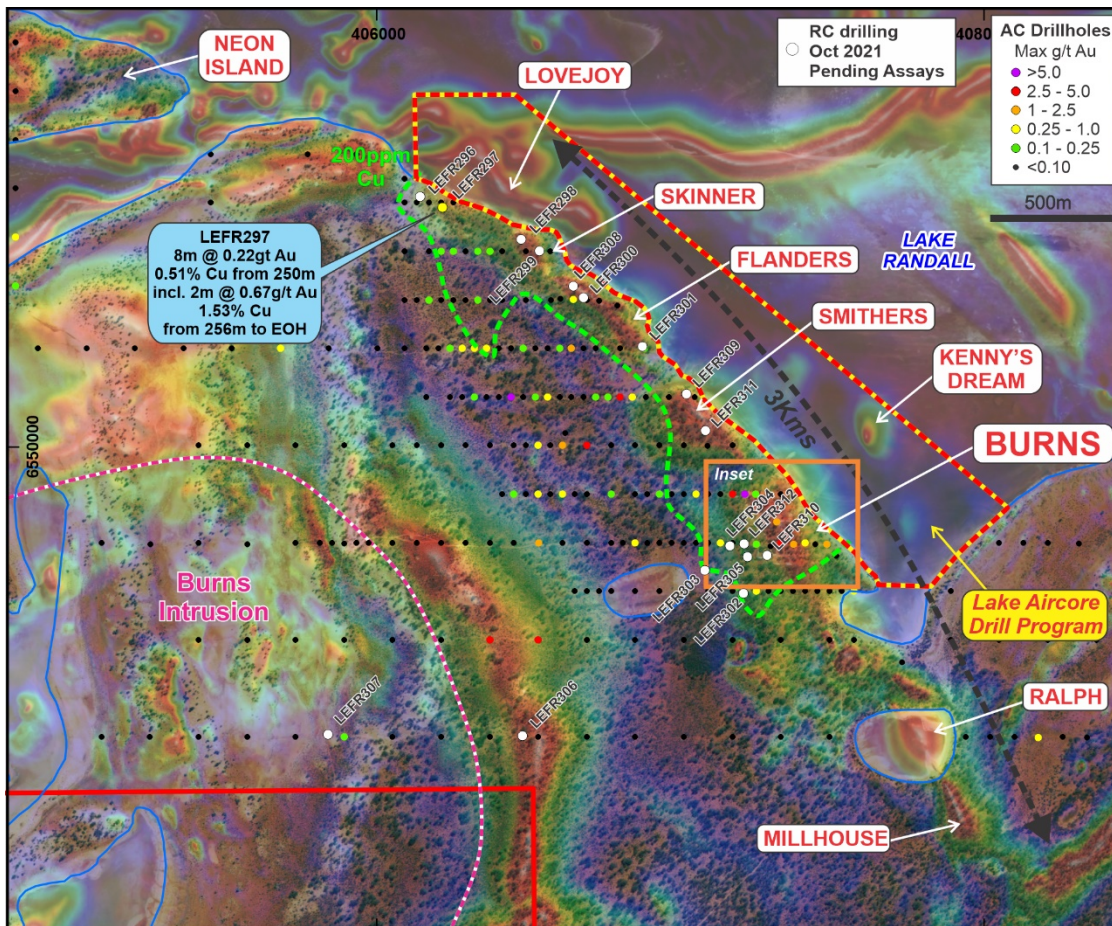 406000
4080
NEON
ISLAND
LOVEJOY
RC drilling
Oct 2021
Pending Assays
AC Drillholes
Max g/t Au
>5.0
2.5 - 5.0
1 - 2.5
0.25 - 1.0
0.1 - 0.25
<0.10
500m
200ppm
Cu
LEFR296
LEFR297
LEFR298
SKINNER
LEFR299
LEFR308
LEFR300
LAKE
RANDALL
LEFR297
8m @ 0.22gt Au
0.51% Cu from 250m
incl. 2m @ 0.67g/t Au
1.53% Cu
from 256m to EOH
FLANDERS
LEFR301
SMITHERS
LEFR309
KENNY'S
DREAM
3Kms
LEFR311
6550000
BURNS
Inset
LEFR304
LEFR312
LEFR310
LEFR303
LEFR305
LEFR302
Burns
Intrusion
Lake Aircore
Drill Program
RALPH
LEFR307
LEFR306
MILLHOUSE